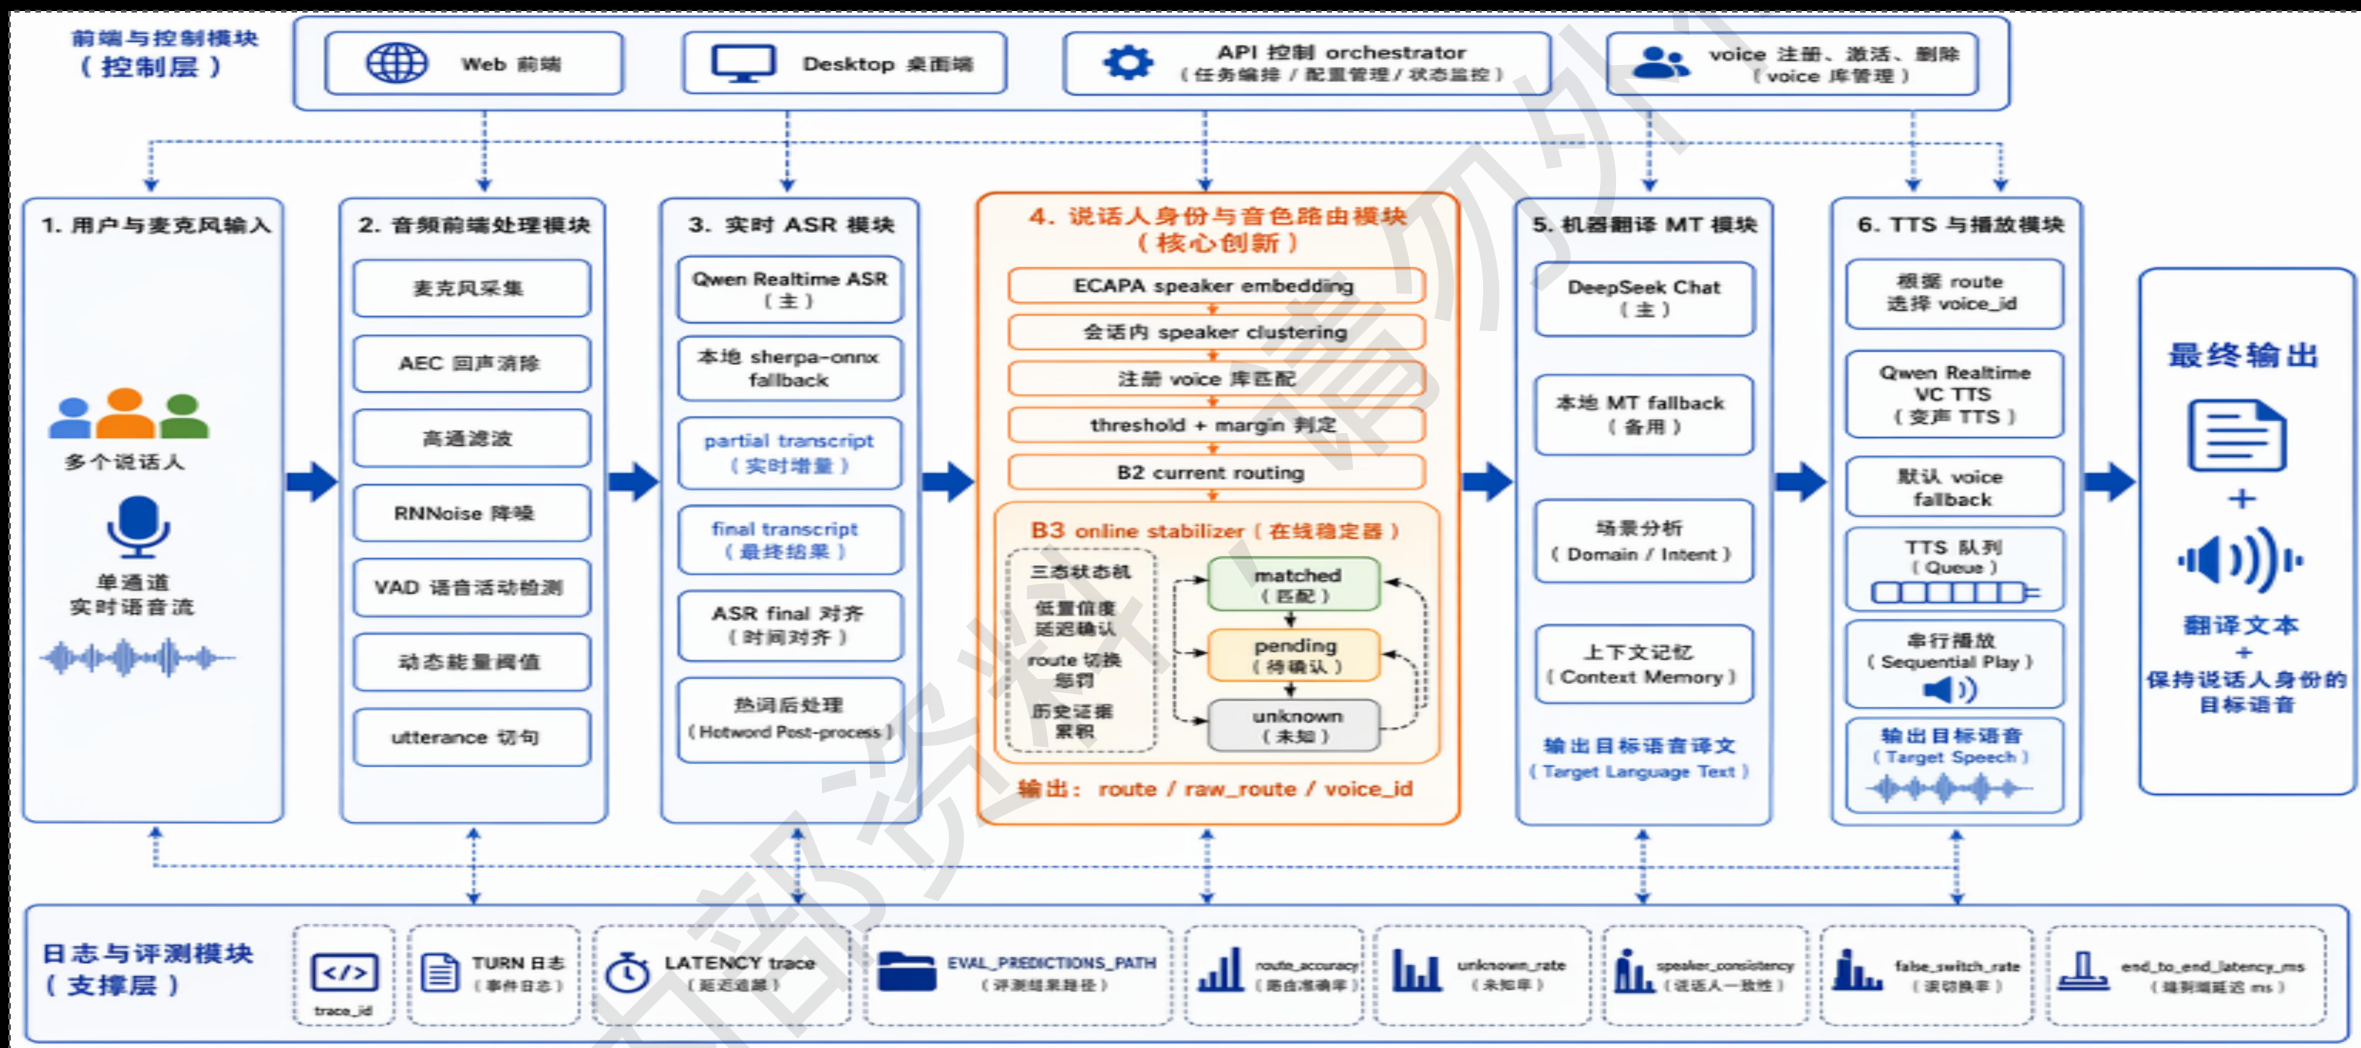 前端与控制模块
（控制层）
Web 前端
Desktop 桌面端
API 控制 orchestrator
（任务编排 / 配置管理 / 状态监控）
voice 注册、激活、删除
（voice 库管理）
1. 用户与麦克风输入
多个说话人
单通道
实时语音流
2. 音频前端处理模块
麦克风采集
AEC 回声消除
高通滤波
RNNoise 降噪
VAD 语音活动检测
动态能量阈值
utterance 切句
3. 实时 ASR 模块
Qwen Realtime ASR
（主）
本地 sherpa-onnx
fallback
partial transcript
（实时增量）
final transcript
（最终结果）
ASR final 对齐
（时间对齐）
热词后处理
（Hotword Post-process）
4. 说话人身份与音色路由模块
（核心创新）
ECAPA speaker embedding
会话内 speaker clustering
注册 voice 库匹配
threshold + margin 判定
B2 current routing
B3 online stabilizer（在线稳定器）
三态状态机
低置信度
延迟确认
route 切换
惩罚
历史证据
累积
matched
（匹配）
pending
（待确认）
unknown
（未知）
输出：route / raw_route / voice_id
5. 机器翻译 MT 模块
DeepSeek Chat
（主）
本地 MT fallback
（备用）
场景分析
（Domain / Intent）
上下文记忆
（Context Memory）
输出目标语音译文
（Target Language Text）
6. TTS 与播放模块
根据 route
选择 voice_id
Qwen Realtime
VC TTS
（变声 TTS）
默认 voice
fallback
TTS 队列
（Queue）
串行播放
（Sequential Play）
输出目标语音
（Target Speech）
最终输出
+
翻译文本
+
保持说话人身份的
目标语音
日志与评测模块
（支撑层）
</>
trace_id
TURN 日志
（事件日志）
LATENCY trace
（延迟追踪）
EVAL_PREDICTIONS_PATH
（评测结果路径）
route_accuracy
（路由准确率）
unknown_rate
（未知率）
speaker_consistency
（说话人一致性）
false_switch_rate
（误切换率）
end_to_end_latency_ms
（端到端延迟 ms）
内部资料，请勿外